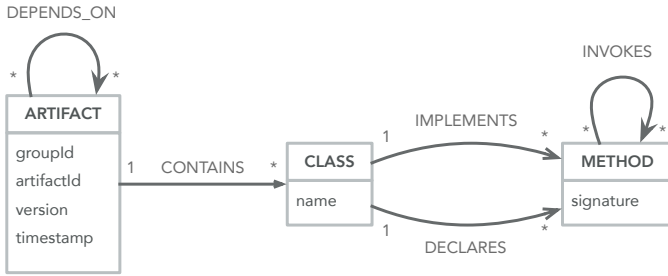 DEPENDS_ON
* *
ARTIFACT
groupId
artifactId
version
timestamp
1 CONTAINS *
CLASS
name
1 IMPLEMENTS *
1 DECLARES *
INVOKES
* *
METHOD
signature